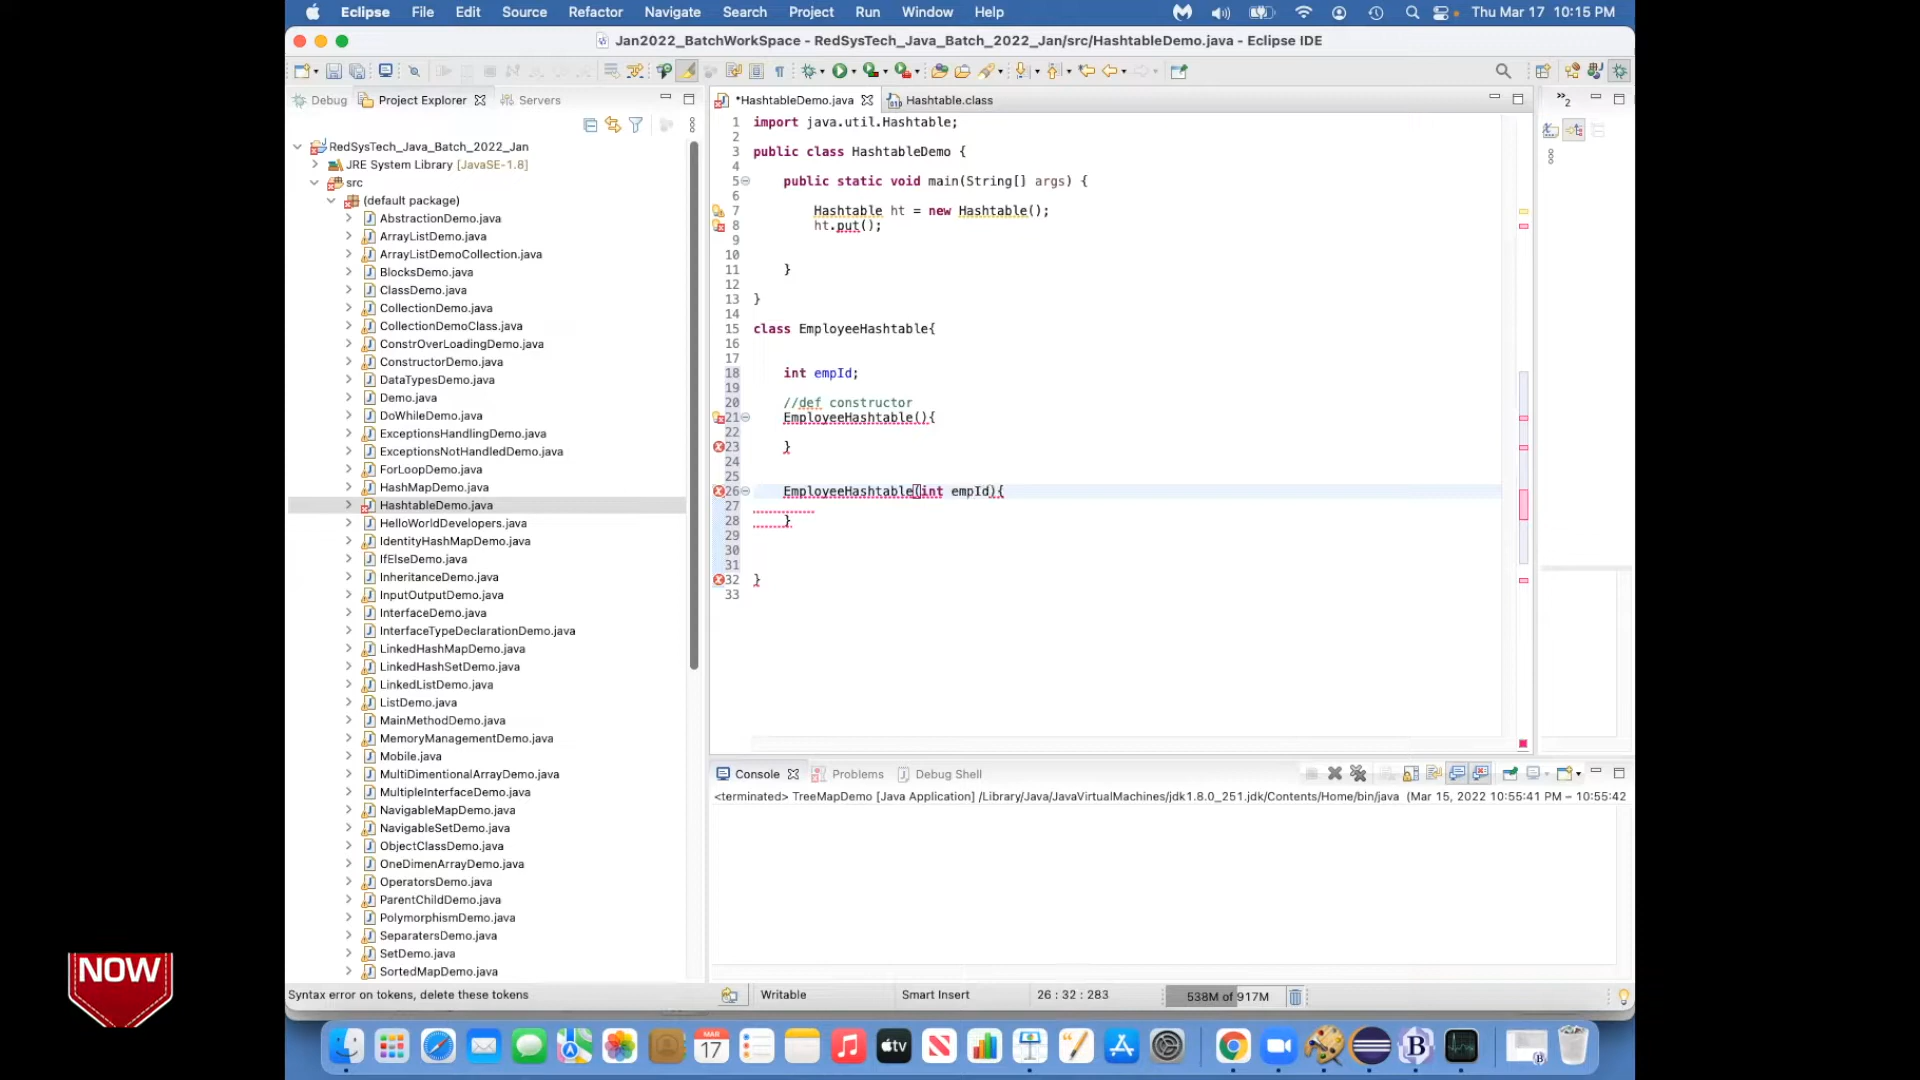 Eclipse File Edit Source Refactor Navigate Search Project Run Window Help Thu Mar 17 10:15 PM
Jan2022_BatchWorkSpace - RedSysTech_Java_Batch_2022_Jan/src/HashtableDemo.java - Eclipse IDE
Debug Project Explorer Servers
*HashtableDemo.java Hashtable.class
RedSysTech_Java_Batch_2022_Jan
JRE System Library [JavaSE-1.8]
src
(default package)
AbstractionDemo.java
ArrayListDemo.java
ArrayListDemoCollection.java
BlocksDemo.java
ClassDemo.java
CollectionDemo.java
CollectionDemoClass.java
ConstrOverLoadingDemo.java
ConstructorDemo.java
DataTypesDemo.java
Demo.java
DoWhileDemo.java
ExceptionsHandlingDemo.java
ExceptionsNotHandledDemo.java
ForLoopDemo.java
HashMapDemo.java
HashtableDemo.java
HelloWorldDevelopers.java
IdentityHashMapDemo.java
IfElseDemo.java
InheritanceDemo.java
InputOutputDemo.java
InterfaceDemo.java
InterfaceTypeDeclarationDemo.java
LinkedHashMapDemo.java
LinkedHashSetDemo.java
LinkedListDemo.java
ListDemo.java
MainMethodDemo.java
MemoryManagementDemo.java
Mobile.java
MultiDimentionalArrayDemo.java
MultipleInterfaceDemo.java
NavigableMapDemo.java
NavigableSetDemo.java
ObjectClassDemo.java
OneDimenArrayDemo.java
OperatorsDemo.java
ParentChildDemo.java
PolymorphismDemo.java
SeparatersDemo.java
SetDemo.java
SortedMapDemo.java
1 import java.util.Hashtable;
2
3 public class HashtableDemo {
4
5 public static void main(String[] args) {
6
7 Hashtable ht = new Hashtable();
8 ht.put();
9
10
11 }
12
13 }
14
15 class EmployeeHashtable{
16
17
18 int empId;
19
20 //def constructor
21 EmployeeHashtable(){
22
23 }
24
25
26 EmployeeHashtable(int empId){
27
28 }
29
30
31
32 }
33
Console Problems Debug Shell
<terminated> TreeMapDemo [Java Application] /Library/Java/JavaVirtualMachines/jdk1.8.0_251.jdk/Contents/Home/bin/java (Mar 15, 2022 10:55:41 PM – 10:55:42
Syntax error on tokens, delete these tokens Writable Smart Insert 26 : 32 : 283 538M of 917M
NOW
MAR
17
tv